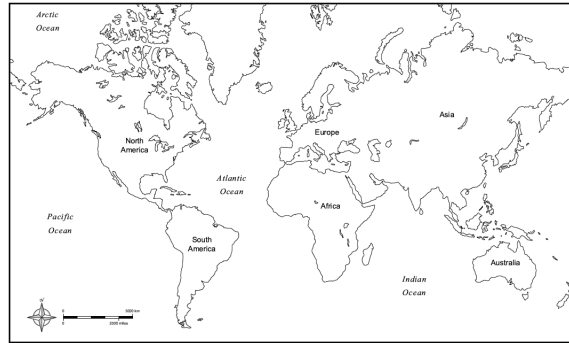 Arctic
Ocean
Asia
North
America
Europe
Atlantic
Ocean
Africa
Pacific
Ocean
South
America
Australia
Indian
Ocean
N
0 3000 km
0 2000 miles